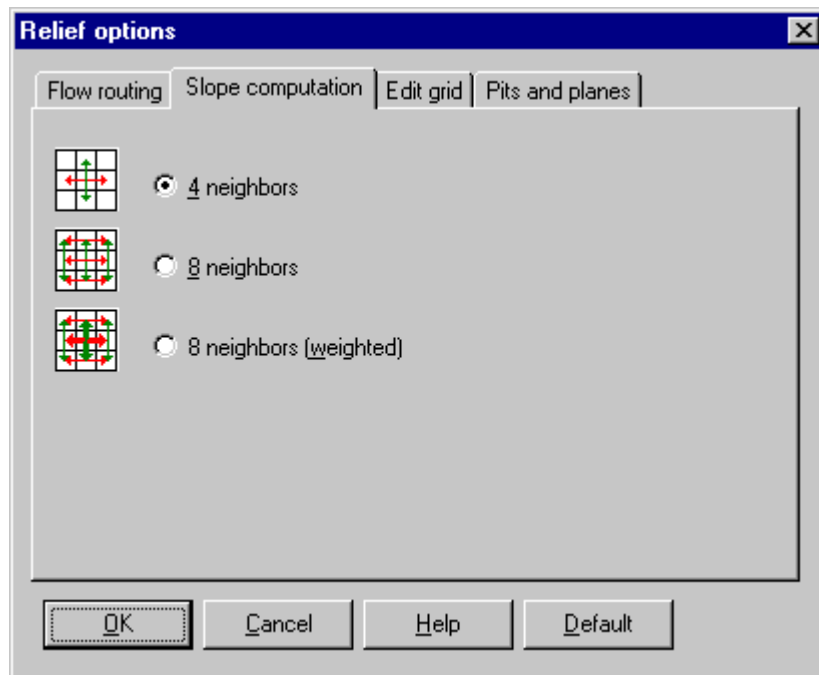 Relief options
Flow routing Slope computation Edit grid Pits and planes
4 neighbors
8 neighbors
8 neighbors (weighted)
OK Cancel Help Default